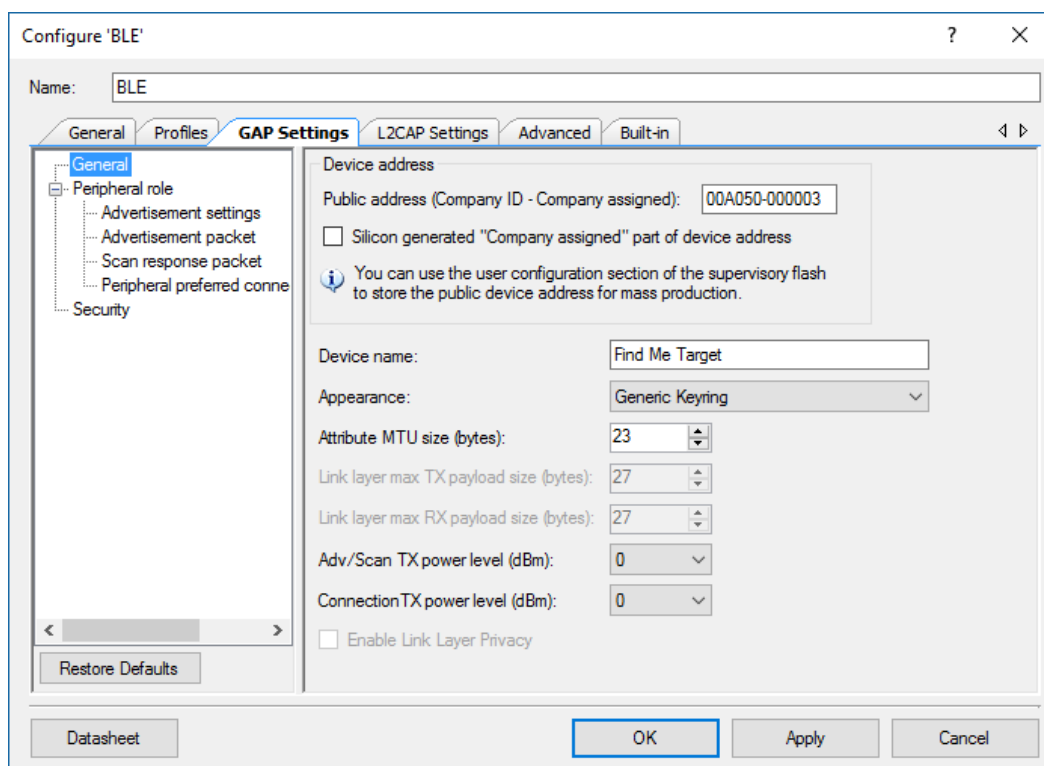 Configure 'BLE'
?
Name:
BLE
General
Profiles
GAP Settings
L2CAP Settings
Advanced
Built-in
General
Peripheral role
Advertisement settings
Advertisement packet
Scan response packet
Peripheral preferred conne
Security
Restore Defaults
Device address
Public address (Company ID - Company assigned):
00A050-000003
Silicon generated "Company assigned" part of device address
You can use the user configuration section of the supervisory flash
to store the public device address for mass production.
Device name:
Find Me Target
Appearance:
Generic Keyring
Attribute MTU size (bytes):
23
Link layer max TX payload size (bytes):
27
Link layer max RX payload size (bytes):
27
Adv/Scan TX power level (dBm):
0
Connection TX power level (dBm):
0
Enable Link Layer Privacy
Datasheet
OK
Apply
Cancel